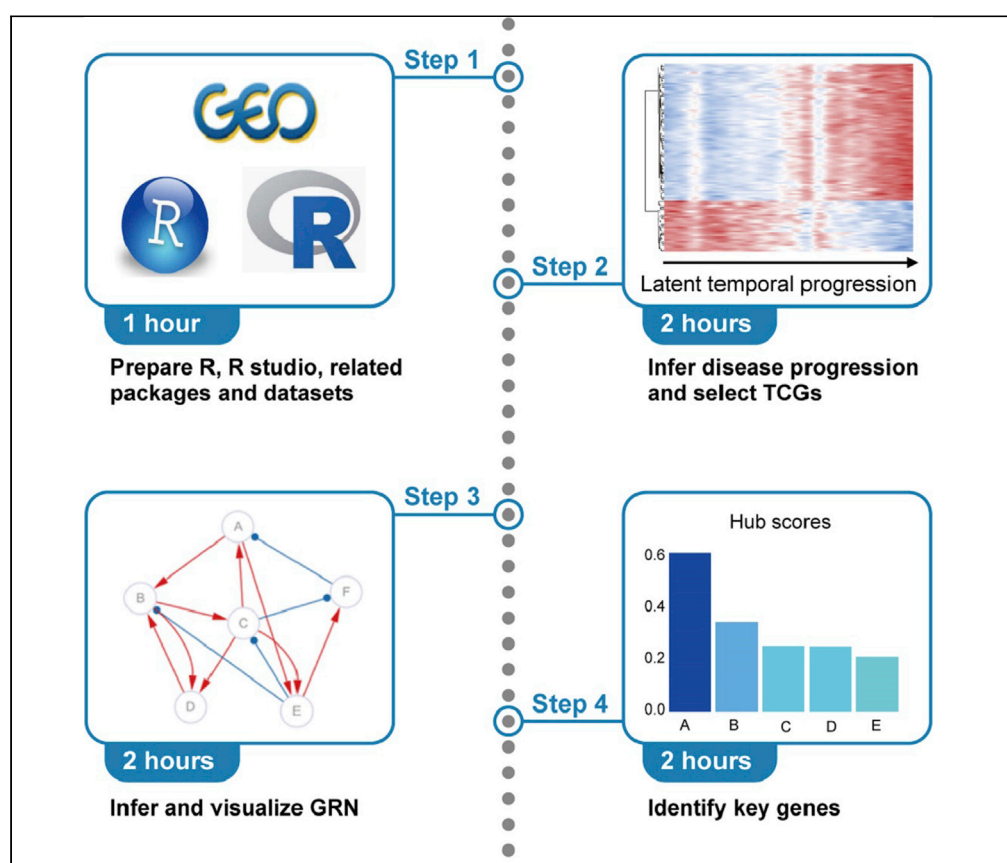 Step 1
GEO
R
R
1 hour
Prepare R, R studio, related
packages and datasets
Step 2
Latent temporal progression
2 hours
Infer disease progression
and select TCGs
Step 3
A
B
F
C
D
E
2 hours
Infer and visualize GRN
Step 4
Hub scores
0.6
0.4
0.2
0.0
A B C D E
2 hours
Identify key genes